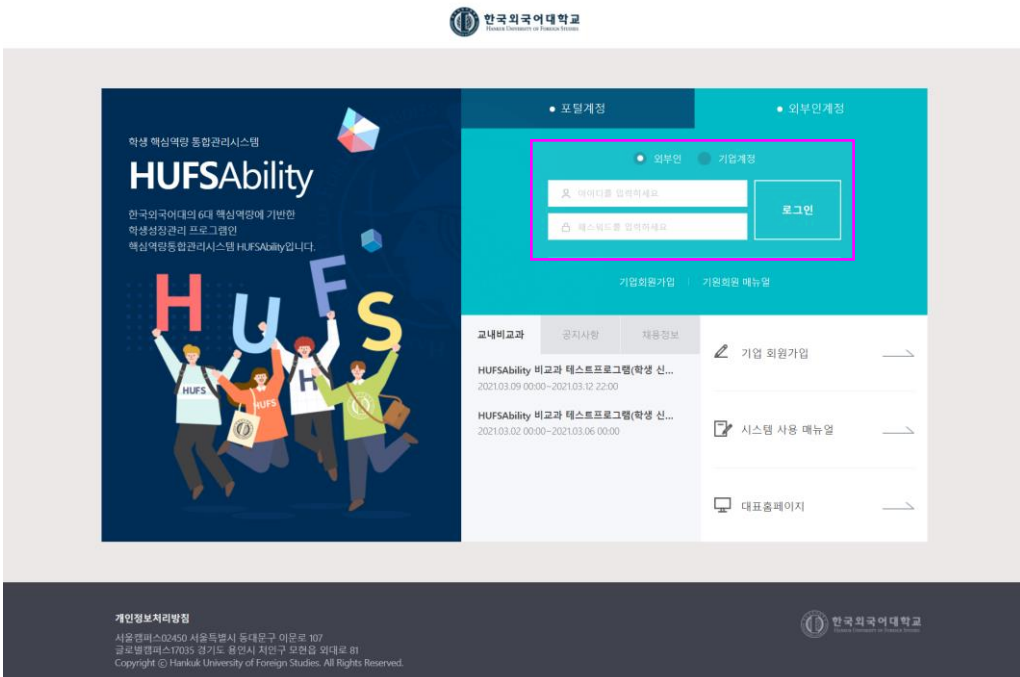 한국외국어대학교
HANKUK UNIVERSITY OF FOREIGN STUDIES
학생 핵심역량 통합관리시스템
HUFSAbility
한국외국어대의 6대 핵심역량에 기반한
학생성장관리 프로그램인
핵심역량통합관리시스템 HUFSAbility입니다.
H U F S
HUFS
HUFS
H
포털계정
외부인계정
외부인
기업계정
아이디를 입력하세요
패스워드를 입력하세요
로그인
기업회원가입
기원회원 매뉴얼
교내비교과
공지사항
채용정보
HUFSAbility 비교과 테스트프로그램(학생 신...
2021.03.09 00:00~2021.03.12 22:00
HUFSAbility 비교과 테스트프로그램(학생 신...
2021.03.02 00:00~2021.03.06 00:00
기업 회원가입
시스템 사용 매뉴얼
대표홈페이지
개인정보처리방침
서울캠퍼스02450 서울특별시 동대문구 이문로 107
글로벌캠퍼스17035 경기도 용인시 처인구 모현읍 외대로 81
Copyright ⓒ Hankuk University of Foreign Studies. All Rights Reserved.
한국외국어대학교
HANKUK UNIVERSITY OF FOREIGN STUDIES